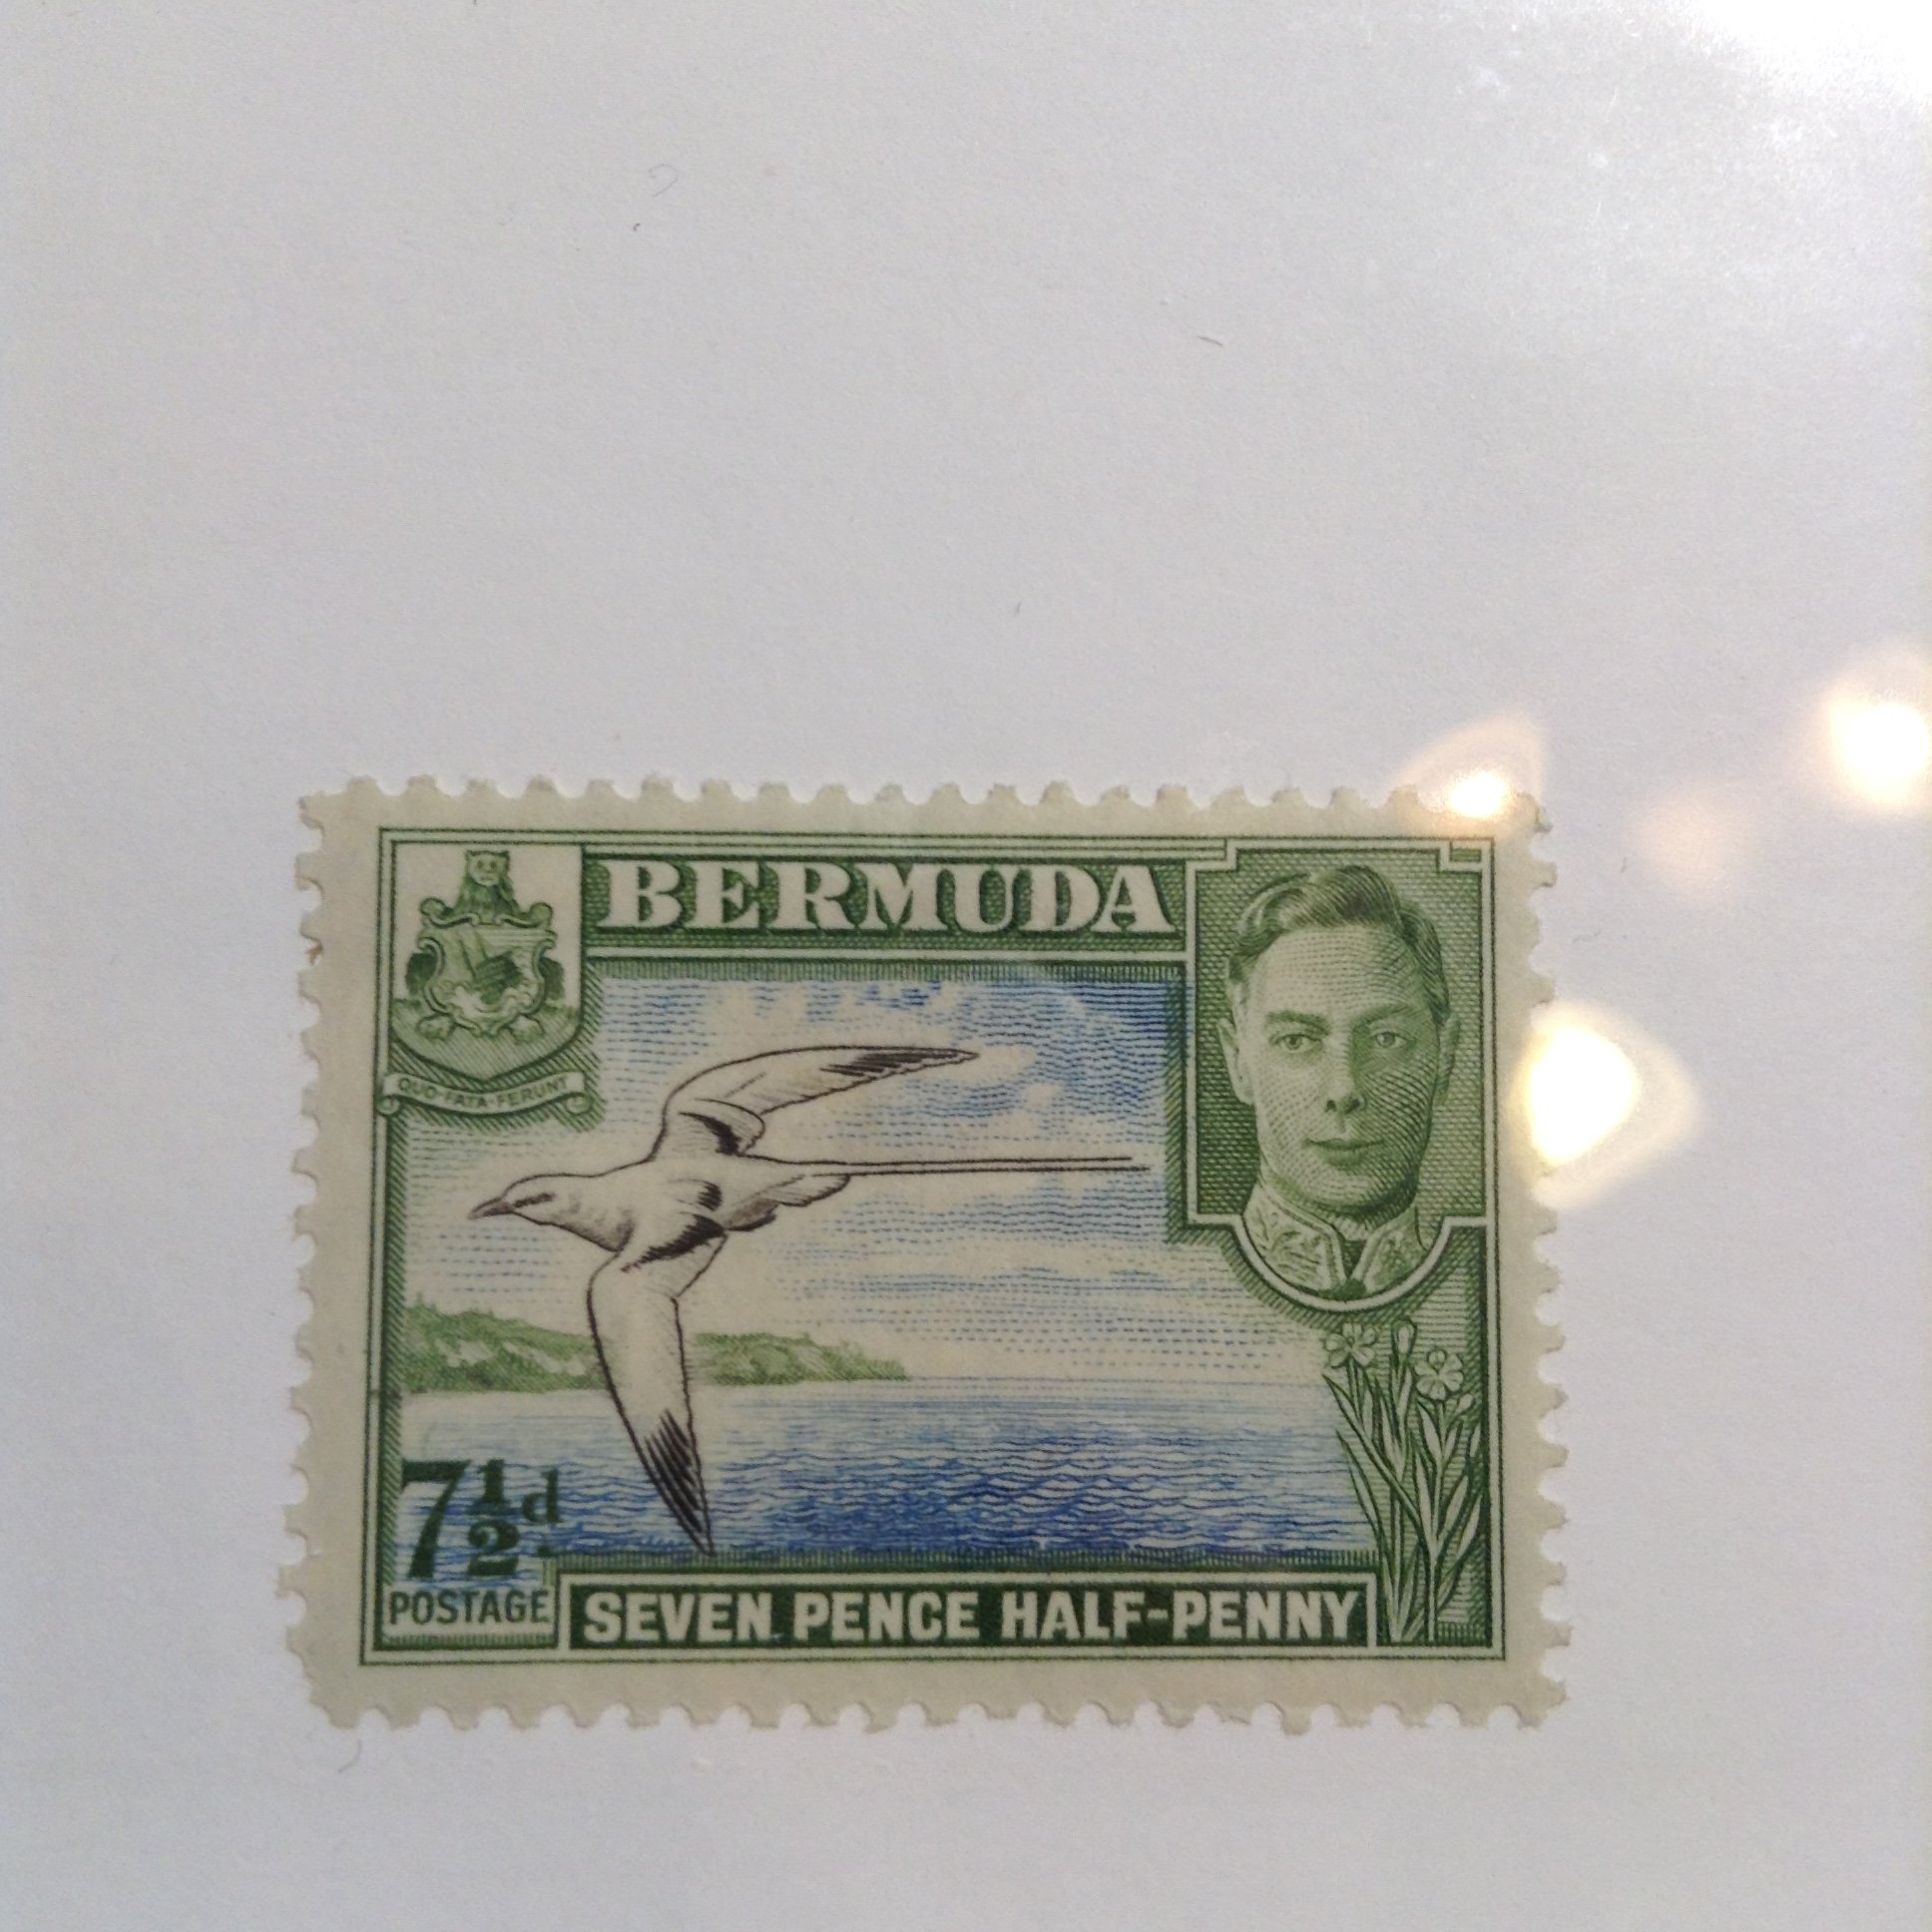 BERMUDA
QUO·FATA·FERUNT
7½d.
POSTAGE
SEVEN PENCE HALF-PENNY